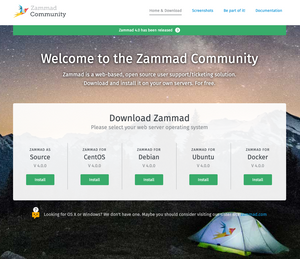 Zammad
Community
Home & Download
Screenshots
Be part of it
Documentation
Zammad 4.0 has been released
Welcome to the Zammad Community
Zammad is a web-based, open source user support/ticketing solution.
Download and install it on your own servers. For free.
Download Zammad
Please select your web server operating system
ZAMMAD AS
Source
V 4.0.0
Install
ZAMMAD FOR
CentOS
V 4.0.0
Install
ZAMMAD FOR
Debian
V 4.0.0
Install
ZAMMAD FOR
Ubuntu
V 4.0.0
Install
ZAMMAD FOR
Docker
V 4.0.0
Install
Looking for OS X or Windows? We don't have one. Maybe you should consider visiting our